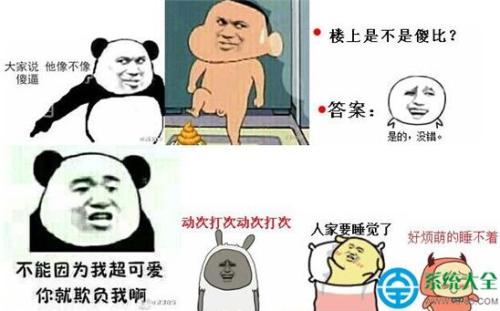 大家说 他像不像
傻逼
楼上是不是傻比？
答案：
是的，没错。
不能因为我超可爱
你就欺负我啊
动次打次动次打次
人家要睡觉了
好烦萌的睡不着
系统大全